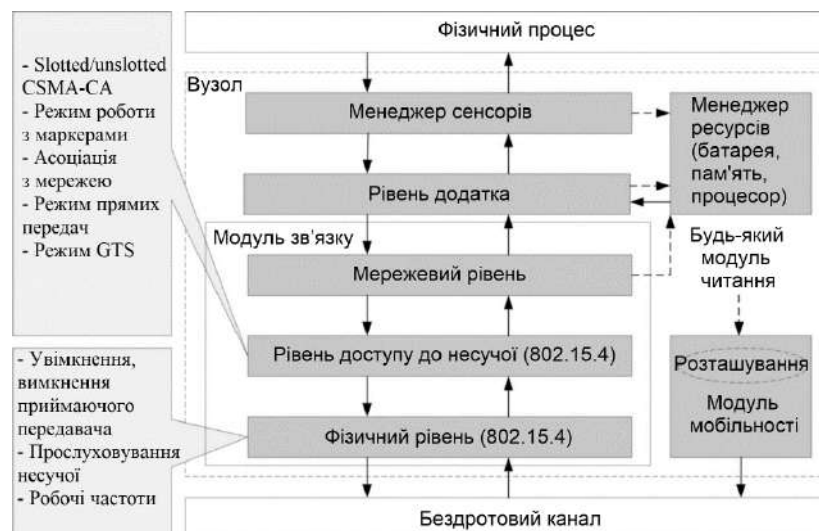 Фізичний процес
- Slotted/unslotted
CSMA-CA
- Режим роботи
з маркерами
- Асоціація
з мережею
- Режим прямих
передач
- Режим GTS
Вузол
Менеджер сенсорів
Менеджер
ресурсів
(батарея,
пам'ять,
процесор)
Рівень додатка
Модуль зв'язку
Будь-який
модуль
читання
Мережевий рівень
Рівень доступу до несучої (802.15.4)
Розташування
Модуль
мобільності
- Увімкнення,
вимкнення
приймаючого
передавача
- Прослуховування
несучої
- Робочі частоти
Фізичний рівень (802.15.4)
Бездротовий канал